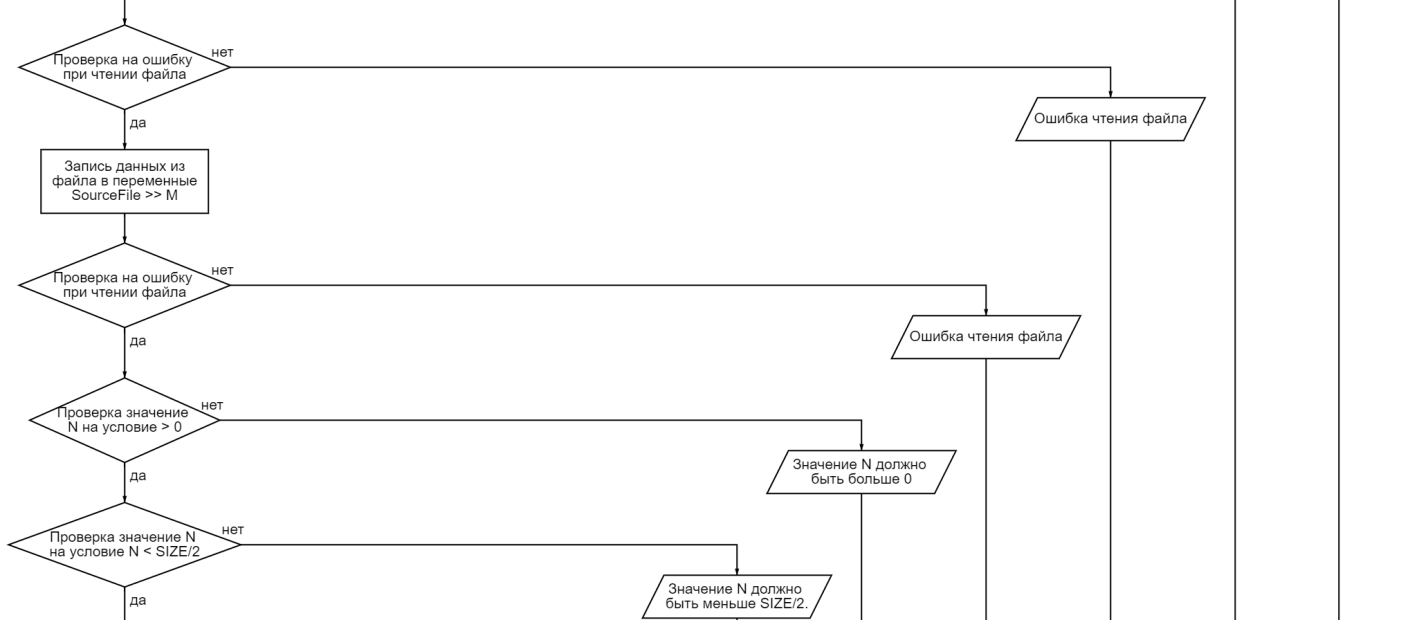 нет
Проверка на ошибку
при чтении файла
Ошибка чтения файла
да
Запись данных из
файла в переменные
SourceFile >> M
нет
Проверка на ошибку
при чтении файла
Ошибка чтения файла
да
нет
Проверка значение
N на условие > 0
Значение N должно
быть больше 0
да
нет
Проверка значение N
на условие N < SIZE/2
Значение N должно
быть меньше SIZE/2.
да